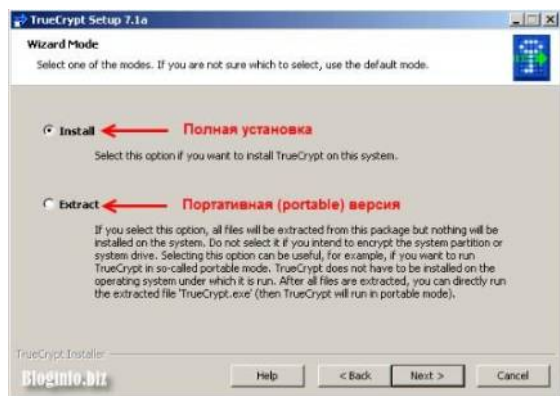 TrueCrypt Setup 7.1a
Wizard Mode
Select one of the modes. If you are not sure which to select, use the default mode.
Install
Полная установка
Select this option if you want to install TrueCrypt on this system.
Extract
Портативная (portable) версия
If you select this option, all files will be extracted from this package but nothing will be
installed on the system. Do not select it if you intend to encrypt the system partition or
system drive. Selecting this option can be useful, for example, if you want to run
TrueCrypt in so-called portable mode. TrueCrypt does not have to be installed on the
operating system under which it is run. After all files are extracted, you can directly run
the extracted file 'TrueCrypt.exe' (then TrueCrypt will run in portable mode).
TrueCrypt Installer
Bloginfo.biz
Help
< Back
Next >
Cancel